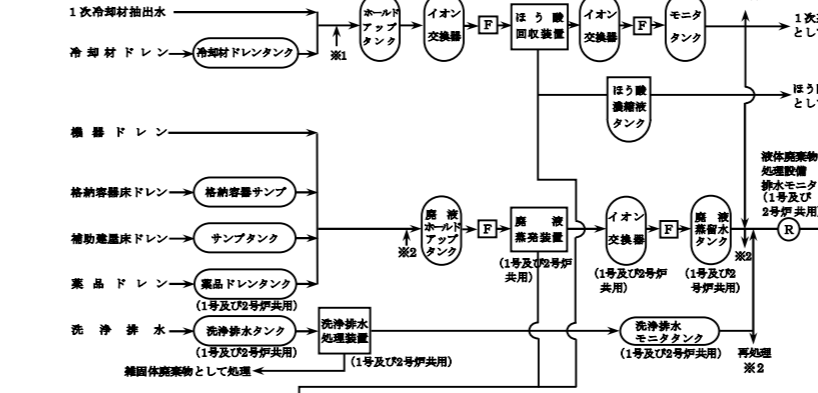 1次冷却材抽出水
ホールド
アップ
タンク
イオン
交換器
F
ほう酸
回収装置
イオン
交換器
F
モニタ
タンク
1次
とし
冷却材ドレン
冷却材ドレンタンク
※1
ほう酸
濃縮液
タンク
ほう
とし
機器ドレン
液体廃棄物
処理設備
排水モニタ
(1号及び
2号炉共用)
格納容器床ドレン
格納容器サンプ
廃液
ホールド
アップ
タンク
F
廃液
蒸発装置
イオン
交換器
F
廃液
蒸留水
タンク
R
補助建屋床ドレン
サンプタンク
※2
※2
(1号及び2号炉
共用)
(1号及び2号炉
共用)
(1号及び2
号炉共用)
薬品ドレン
薬品ドレンタンク
(1号及び2号炉共用)
洗浄排水
洗浄排水タンク
(1号及び2号炉共用)
洗浄排水
処理装置
(1号及び2号炉共用)
洗浄排水
モニタタンク
(1号及び2号炉共用)
再処理
※2
雑固体廃棄物として処理